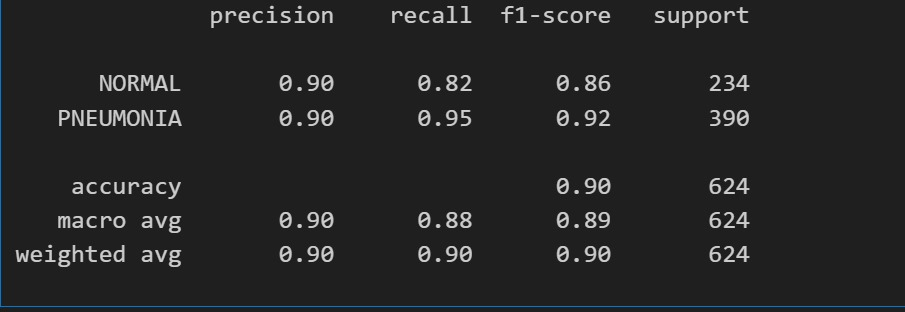 precision recall f1-score support
NORMAL 0.90 0.82 0.86 234
PNEUMONIA 0.90 0.95 0.92 390
accuracy 0.90 624
macro avg 0.90 0.88 0.89 624
weighted avg 0.90 0.90 0.90 624